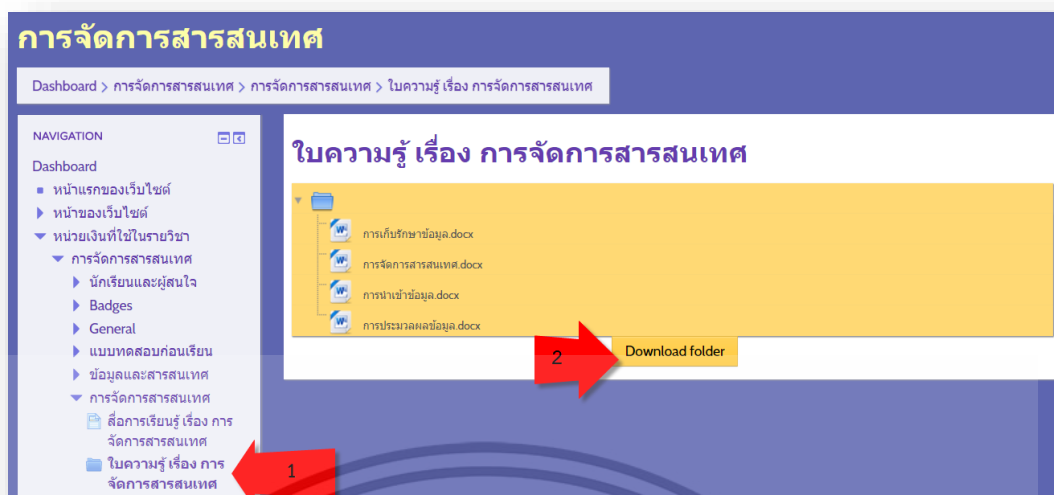 การจัดการสารสนเทศ
Dashboard > การจัดการสารสนเทศ > การจัดการสารสนเทศ > ใบความรู้ เรื่อง การจัดการสารสนเทศ
NAVIGATION
Dashboard
หน้าแรกของเว็บไซต์
หน้าของเว็บไซต์
หน่วยเงินที่ใช้ในรายวิชา
การจัดการสารสนเทศ
นักเรียนและผู้สนใจ
Badges
General
แบบทดสอบก่อนเรียน
ข้อมูลและสารสนเทศ
การจัดการสารสนเทศ
สื่อการเรียนรู้ เรื่อง การ
จัดการสารสนเทศ
ใบความรู้ เรื่อง การ
จัดการสารสนเทศ
1
ใบความรู้ เรื่อง การจัดการสารสนเทศ
การเก็บรักษาข้อมูล.docx
การจัดการสารสนเทศ.docx
การนำเข้าข้อมูล.docx
การประมวลผลข้อมูล.docx
2
Download folder